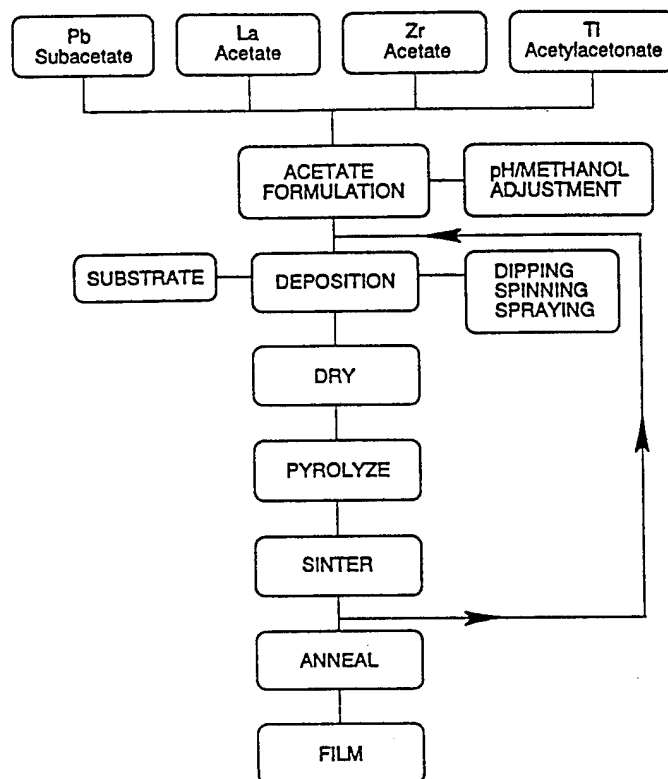 Pb
Subacetate
La
Acetate
Zr
Acetate
Ti
Acetylacetonate
ACETATE
FORMULATION
pH/METHANOL
ADJUSTMENT
SUBSTRATE
DEPOSITION
DIPPING
SPINNING
SPRAYING
DRY
PYROLYZE
SINTER
ANNEAL
FILM